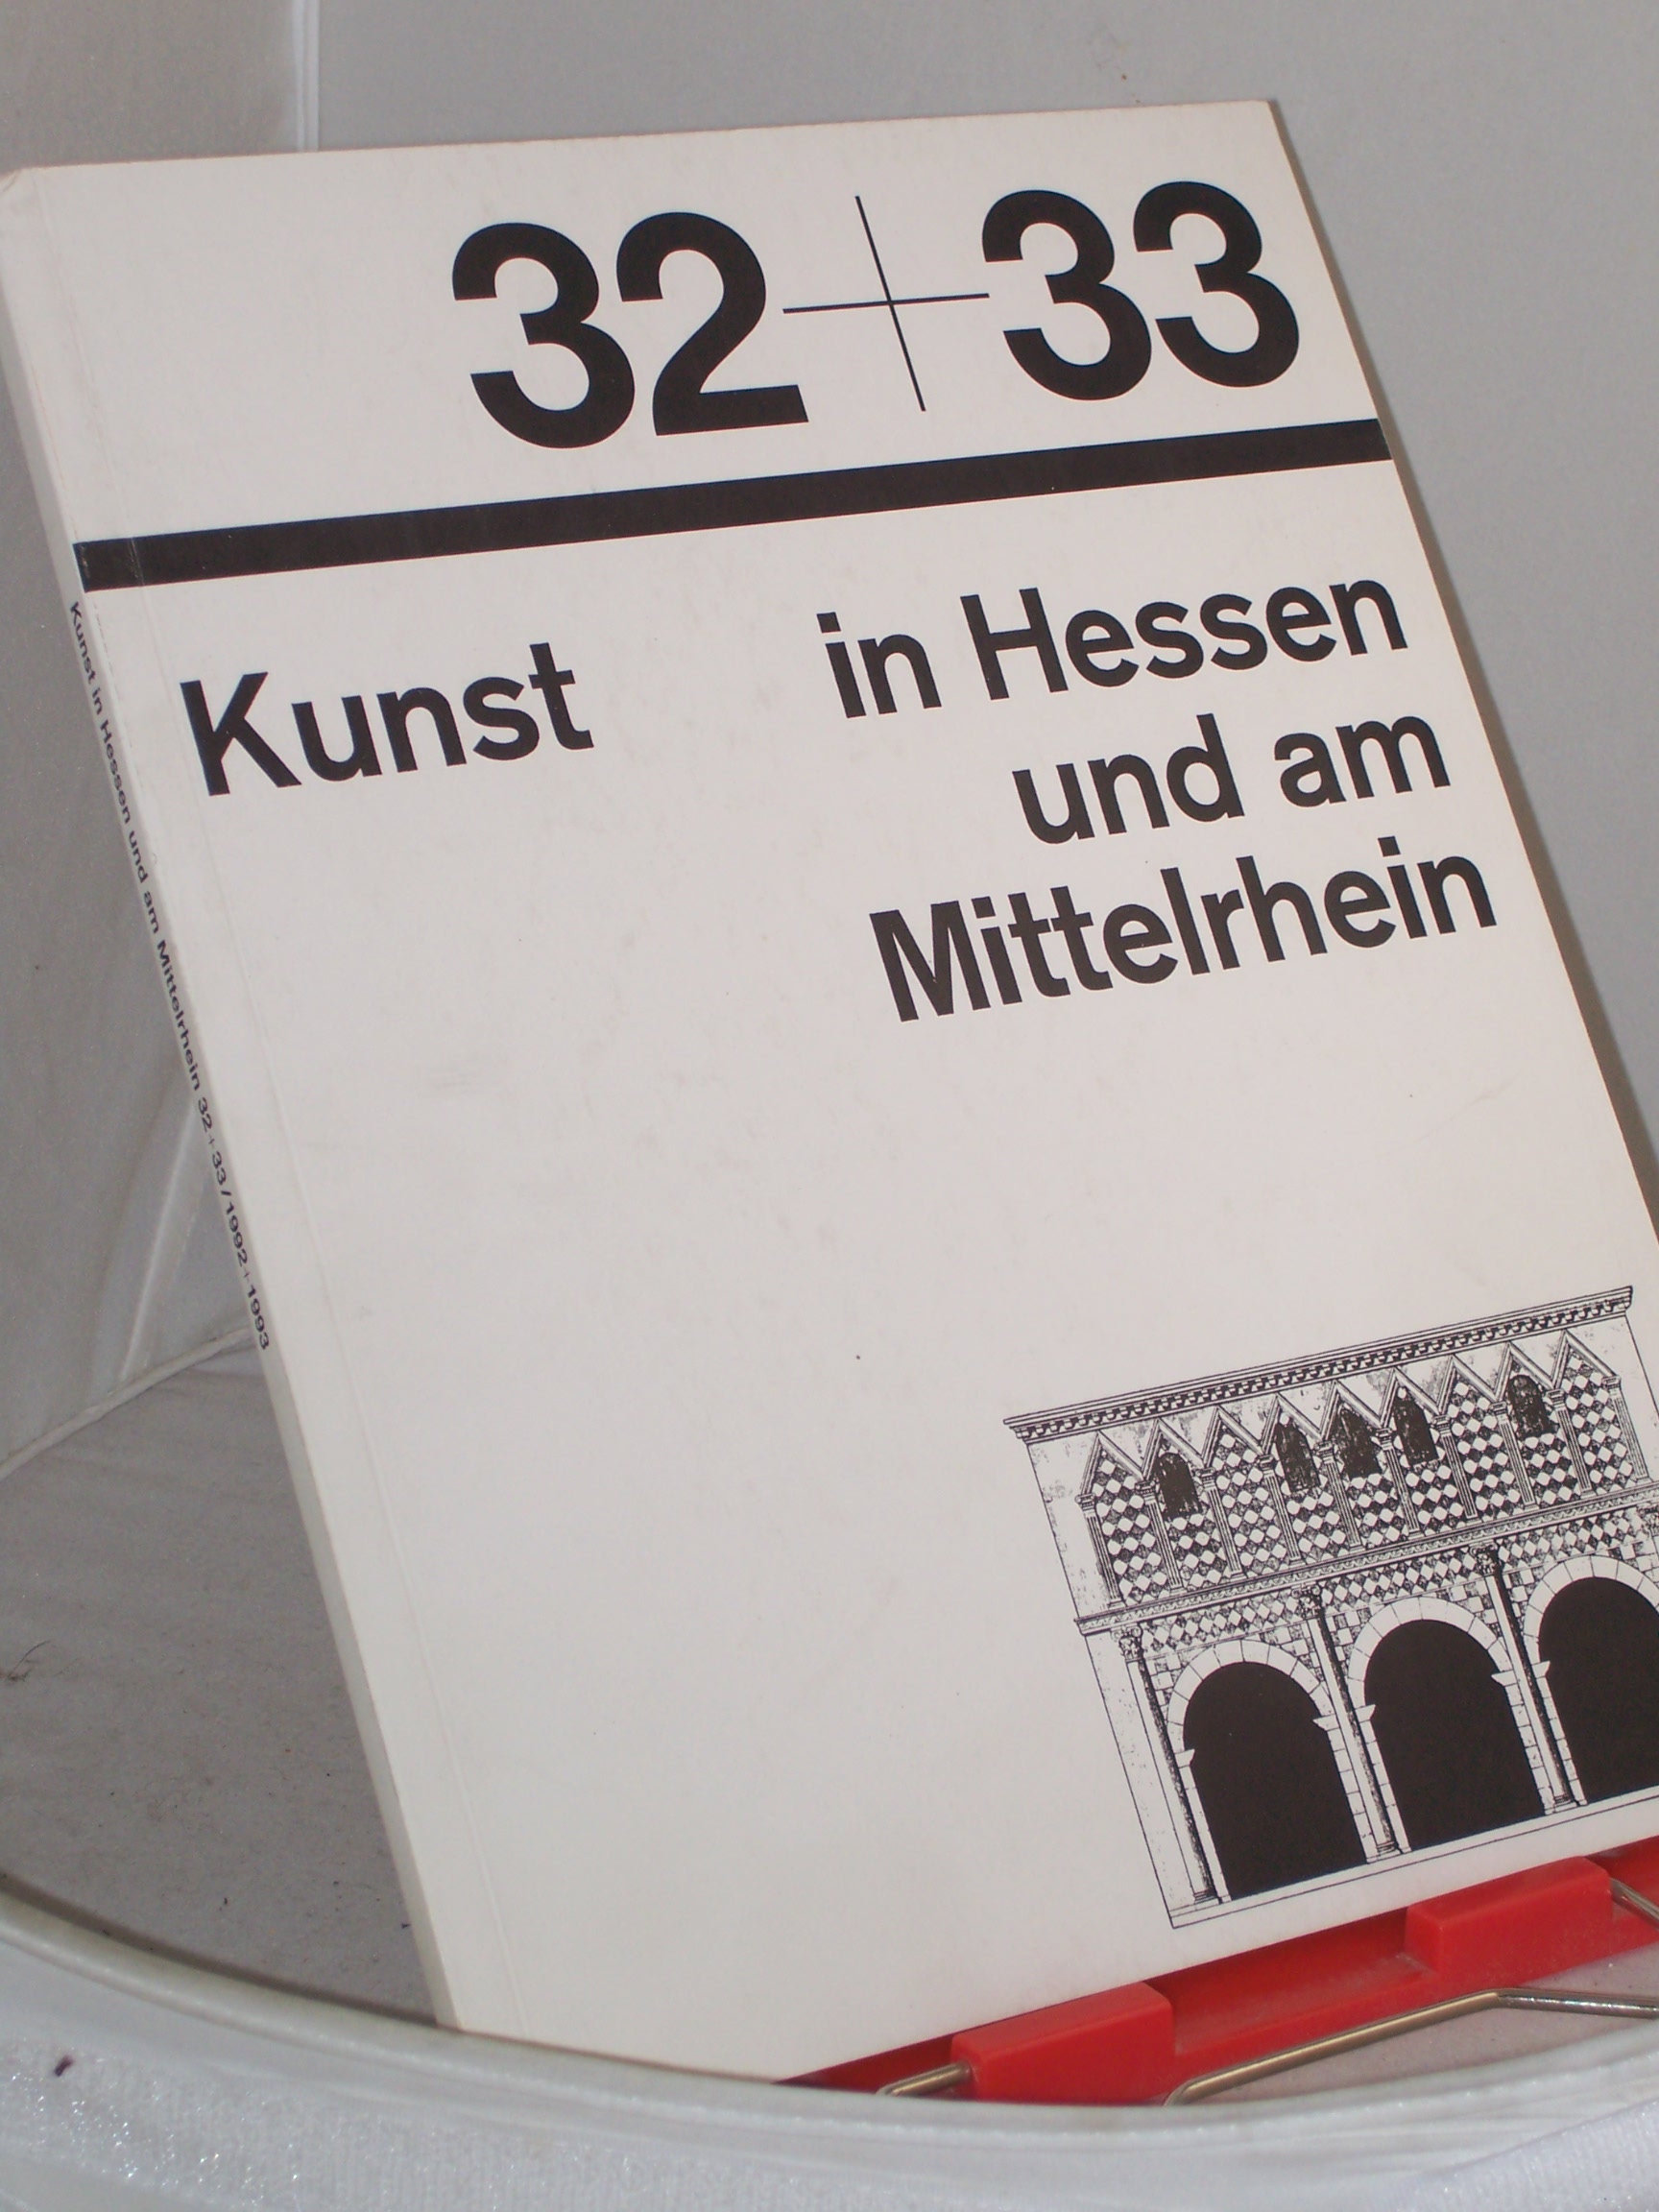 32+33
Kunst in Hessen
und am
Mittelrhein
Kunst in Hessen und am Mittelrhein 32+33/1992+1993